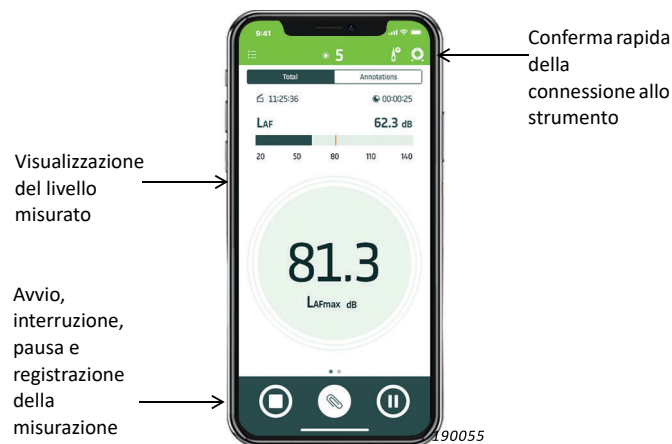 9:41
5
Total
Annotations
11:25:36
00:00:25
LAF
62.3 dB
20 50 80 110 140
81.3
LAFmax dB
Conferma rapida
della
connessione allo
strumento
Visualizzazione
del livello
misurato
Avvio,
interruzione,
pausa e
registrazione
della
misurazione
190055